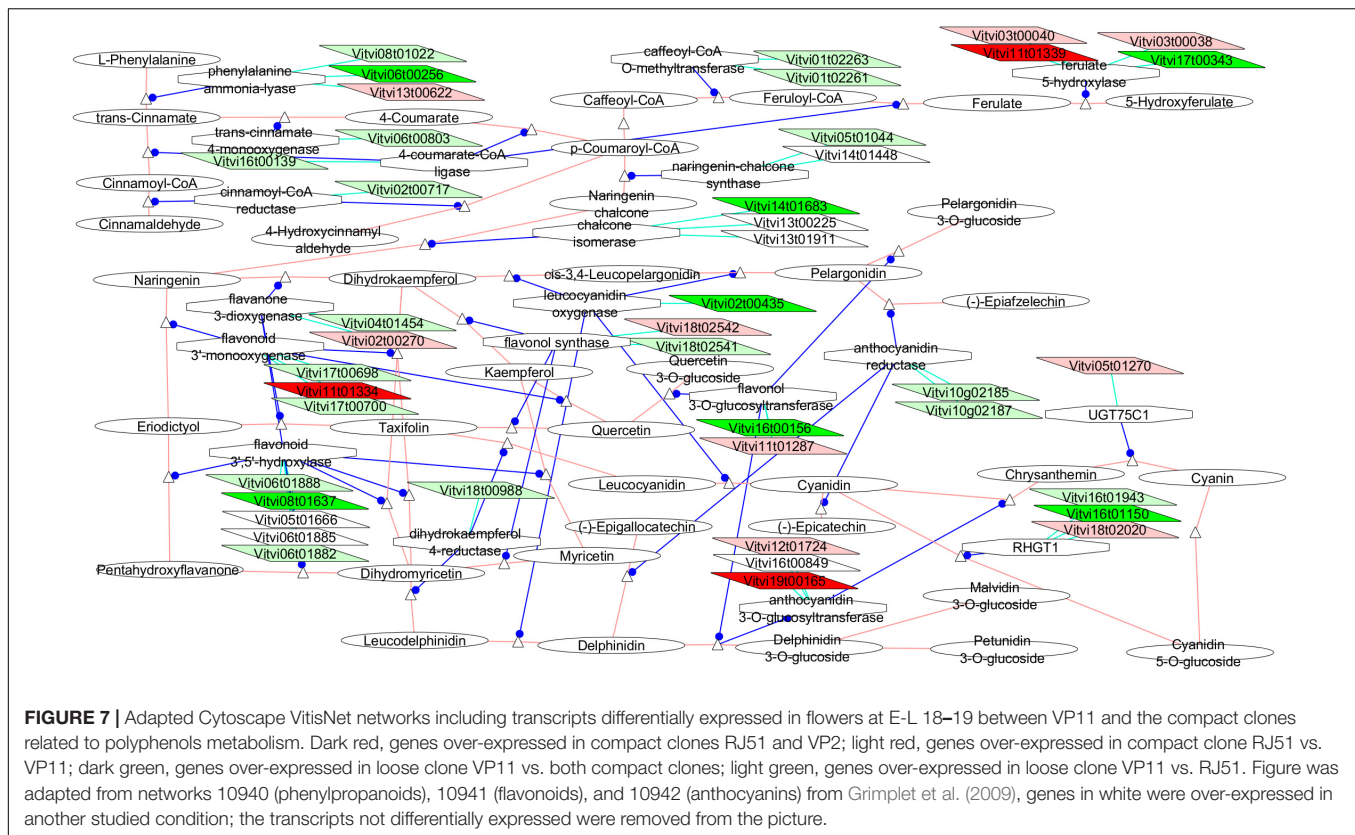 Vitvi03t00040
Vitvi03t00038
Vitvi08t01022
caffeoyl-CoA
O-methyltransferase
Vitvi11t01339
L-Phenylalanine
Vitvi01t02263
ferulate
5-hydroxylase
Vitvi17t00343
phenylalanine
ammonia-lyase
Vitvi06t00256
Vitvi01t02261
Vitvi13t00622
Caffeoyl-CoA
Feruloyl-CoA
Ferulate
5-Hydroxyferulate
trans-Cinnamate
4-Coumarate
trans-cinnamate
4-monooxygenase
Vitvi06t00803
Vitvi05t01044
p-Coumaroyl-CoA
Vitvi14t01448
Vitvi16t00139
4-coumarate-CoA
ligase
naringenin-chalcone
synthase
Cinnamoyl-CoA
cinnamoyl-CoA
reductase
Vitvi02t00717
Naringenin
chalcone
Vitvi14t01683
Pelargonidin
3-O-glucoside
Cinnamaldehyde
chalcone
isomerase
Vitvi13t00225
4-Hydroxycinnamyl
aldehyde
Vitvi13t01911
Naringenin
Dihydrokaempferol
cis-3,4-Leucopelargonidin
Pelargonidin
flavanone
3-dioxygenase
leucocyanidin
oxygenase
Vitvi02t00435
(-)-Epiafzelechin
Vitvi04t01454
Vitvi18t02542
flavonoid
3'-monooxygenase
Vitvi02t00270
flavonol synthase
Vitvi18t02541
anthocyanidin
reductase
Vitvi17t00698
Kaempferol
Quercetin
3-O-glucoside
Vitvi05t01270
Vitvi11t01334
flavonol
3-O-glucosyltransferase
Vitvi10g02185
Vitvi17t00700
Vitvi10g02187
UGT75C1
Eriodictyol
Taxifolin
Quercetin
Vitvi16t00156
flavonoid
3',5'-hydroxylase
Vitvi11t01287
Chrysanthemin
Cyanin
Vitvi06t01888
Leucocyanidin
Cyanidin
Vitvi08t01637
Vitvi18t00988
Vitvi16t01943
Vitvi05t01666
Vitvi16t01150
Vitvi06t01885
dihydrokaempferol
4-reductase
(-)-Epigallocatechin
(-)-Epicatechin
Vitvi18t02020
Vitvi06t01882
Myricetin
Vitvi12t01724
RHGT1
Pentahydroxyflavanone
Dihydromyricetin
Vitvi16t00849
Vitvi19t00165
Malvidin
3-O-glucoside
anthocyanidin
3-O-glucosyltransferase
Leucodelphinidin
Delphinidin
Delphinidin
3-O-glucoside
Petunidin
3-O-glucoside
Cyanidin
5-O-glucoside
FIGURE 7 | Adapted Cytoscape VitisNet networks including transcripts differentially expressed in flowers at E-L 18–19 between VP11 and the compact clones
related to polyphenols metabolism. Dark red, genes over-expressed in compact clones RJ51 and VP2; light red, genes over-expressed in compact clone RJ51 vs.
VP11; dark green, genes over-expressed in loose clone VP11 vs. both compact clones; light green, genes over-expressed in loose clone VP11 vs. RJ51. Figure was
adapted from networks 10940 (phenylpropanoids), 10941 (flavonoids), and 10942 (anthocyanins) from Grimplet et al. (2009), genes in white were over-expressed in
another studied condition; the transcripts not differentially expressed were removed from the picture.